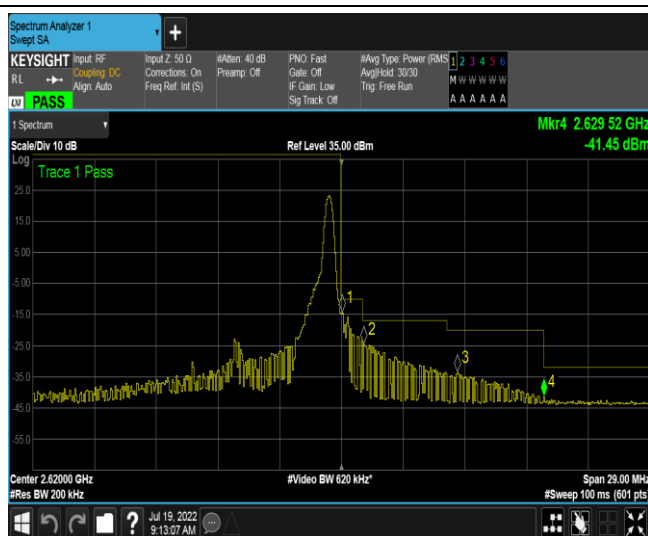 Spectrum Analyzer 1
Swept SA
+
KEYSIGHT Input: RF Input Z: 50 Ω #Atten: 40 dB PNO: Fast #Avg Type: Power (RMS 1 2 3 4 5 6
RL Coupling: DC Corrections: On Preamp: Off Gate: Off Avg|Hold: 30/30 M W W W W W
Align: Auto Freq Ref: Int (S) IF Gain: Low Trig: Free Run
Sig Track: Off A A A A A A
LXI PASS
1 Spectrum Mkr4 2.629 52 GHz
Scale/Div 10 dB Ref Level 35.00 dBm -41.45 dBm
Log
Trace 1 Pass
25.0
15.0
5.00
-5.00
1
-15.0
2
-25.0
3
-35.0
4
-45.0
-55.0
Center 2.62000 GHz #Video BW 620 kHz* Span 29.00 MHz
#Res BW 200 kHz #Sweep 100 ms (601 pts)
? Jul 19, 2022
9:13:07 AM